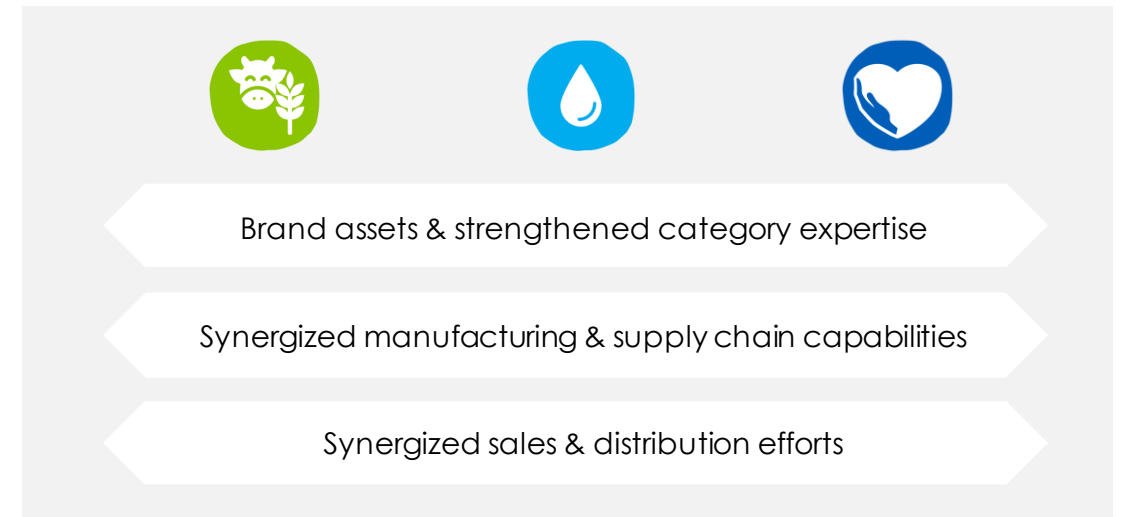 Brand assets & strengthened category expertise
Synergized manufacturing & supply chain capabilities
Synergized sales & distribution efforts